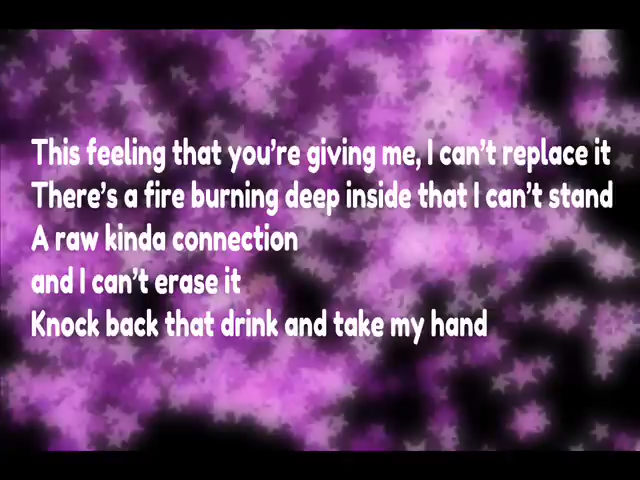 This feeling that you're giving me, I can't replace it
There's a fire burning deep inside that I can't stand
A raw kinda connection
and I can't erase it
Knock back that drink and take my hand